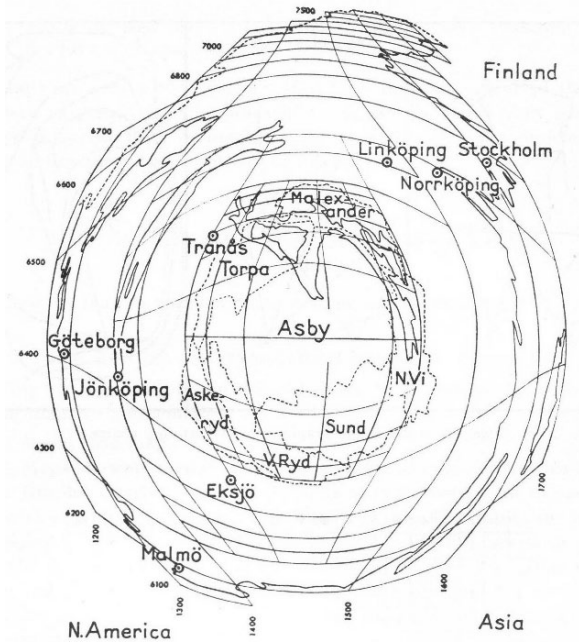 7500
7000
6800
Finland
6700
Linköping Stockholm
Norrköping
6600
Malex-
ander
Tranås
Torpa
6500
Asby
Göteborg
6400
Jönköping
N.Vi
Aske-
ryd
Sund
6300
V.Ryd
Eksjö
1700
6200
1200
Malmö
6100
1300
1400
1500
1600
N.America
Asia